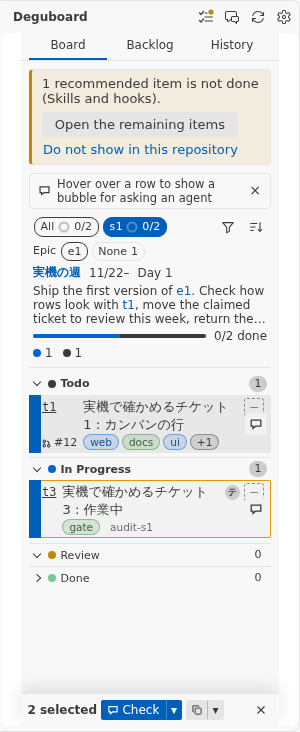 Deguboard
Board Backlog History
1 recommended item is not done
(Skills and hooks).
Open the remaining items
Do not show in this repository
Hover over a row to show a
bubble for asking an agent
All 0/2 s1 0/2
Epic e1 None 1
実機の週 11/22– Day 1
Ship the first version of e1. Check how
rows look with t1, move the claimed
ticket to review this week, return the…
0/2 done
1 1
Todo 1
t1 実機で確かめるチケット
1：カンバンの行
#12 web docs ui +1
In Progress 1
t3 実機で確かめるチケット テ
3：作業中
gate audit-s1
Review 0
Done 0
2 selected Check